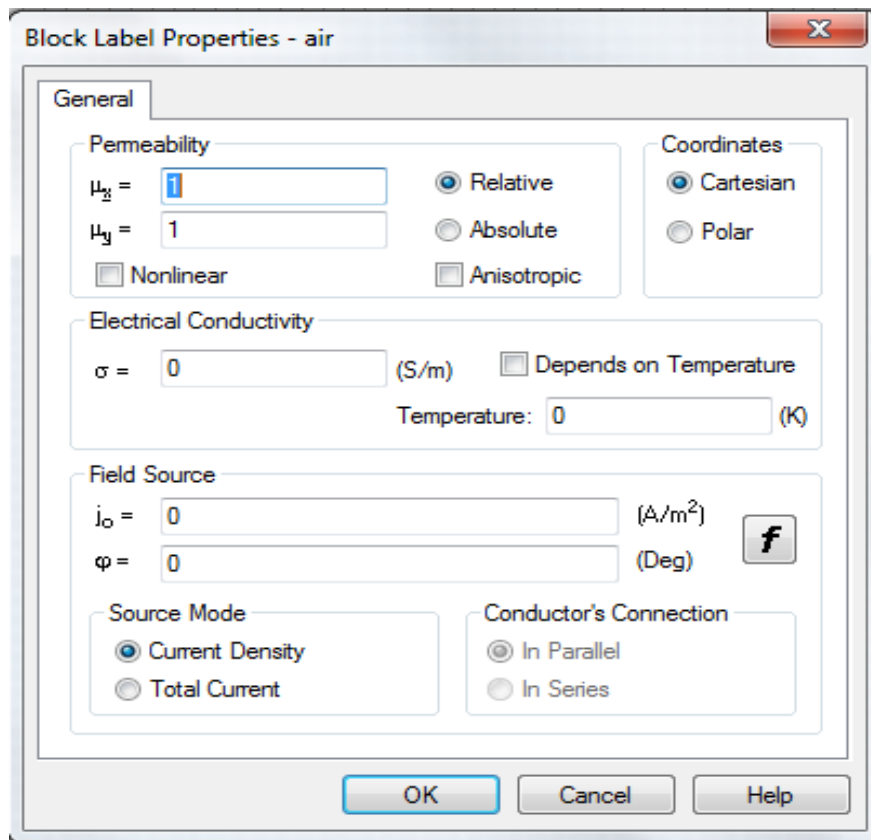 Block Label Properties - air
General
Permeability
Coordinates
μx = 1
Relative
Cartesian
μy = 1
Absolute
Polar
Nonlinear
Anisotropic
Electrical Conductivity
σ = 0 (S/m)
Depends on Temperature
Temperature: 0 (K)
Field Source
jo = 0 (A/m²)
φ = 0 (Deg)
f
Source Mode
Conductor's Connection
Current Density
In Parallel
Total Current
In Series
OK
Cancel
Help